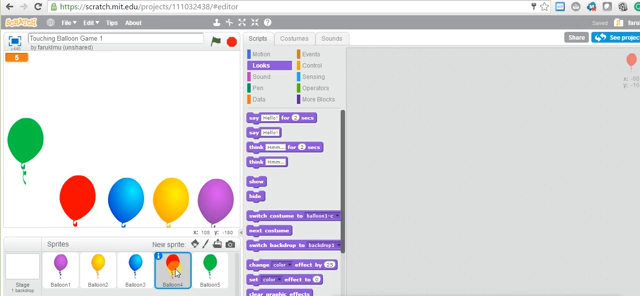 https://scratch.mit.edu/projects/111032438/#editor
SCRATCH File Edit Tips About Saved
Touching Balloon Game 1
by farukdmu (unshared)
Scripts Costumes Sounds Share See project
5
Motion Events
Looks Control
Sound Sensing
Pen Operators
Data More Blocks
say Hello! for 2 secs
say Hello!
think Hmm... for 2 secs
think Hmm...
show
hide
switch costume to balloon1-c
next costume
switch backdrop to backdrop1
change color effect by 25
set color effect to 0
clear graphic effects
x: 108 y: -180
Sprites New sprite:
Stage
1 backdrop
Balloon1 Balloon2 Balloon3 Balloon4 Balloon5